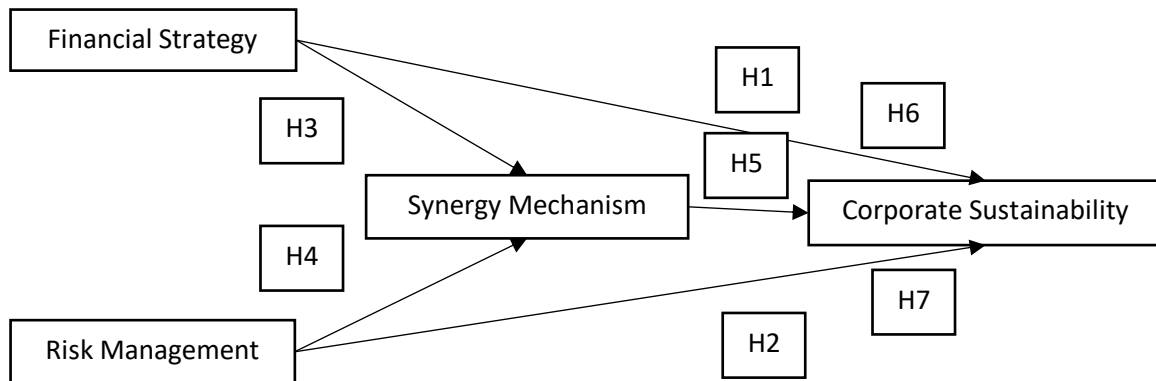 Financial Strategy
H1
H6
H3
H5
Synergy Mechanism
Corporate Sustainability
H4
H7
Risk Management
H2